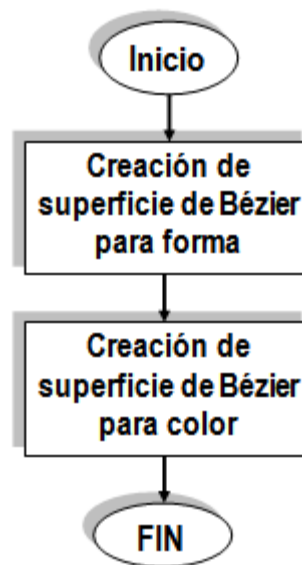 Inicio
Creación de
superficie de Bézier
para forma
Creación de
superficie de Bézier
para color
FIN